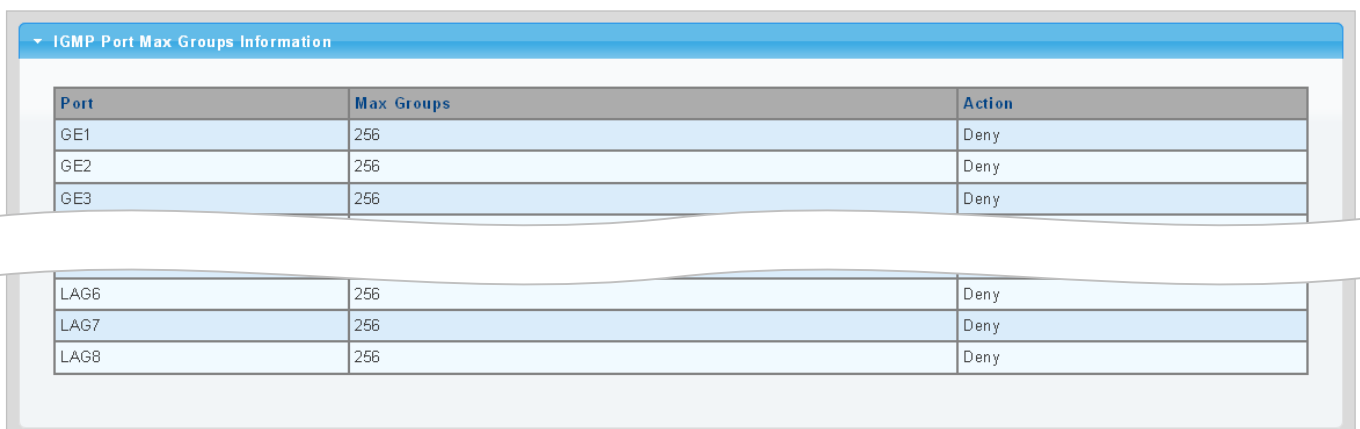 IGMP Port Max Groups Information
Port Max Groups Action
GE1 256 Deny
GE2 256 Deny
GE3 256 Deny
LAG6 256 Deny
LAG7 256 Deny
LAG8 256 Deny